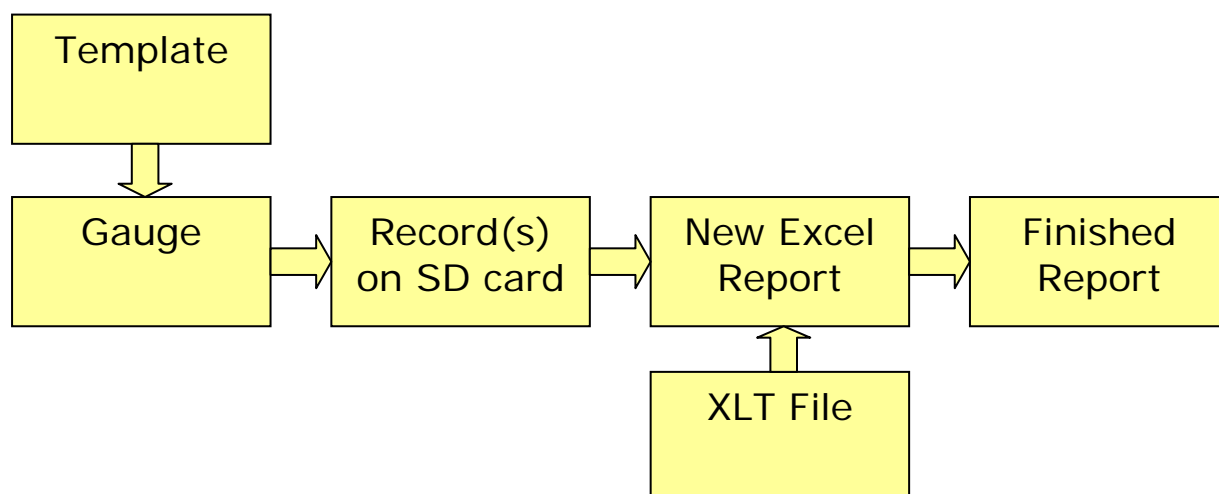 Template
Gauge
Record(s)
on SD card
New Excel
Report
Finished
Report
XLT File